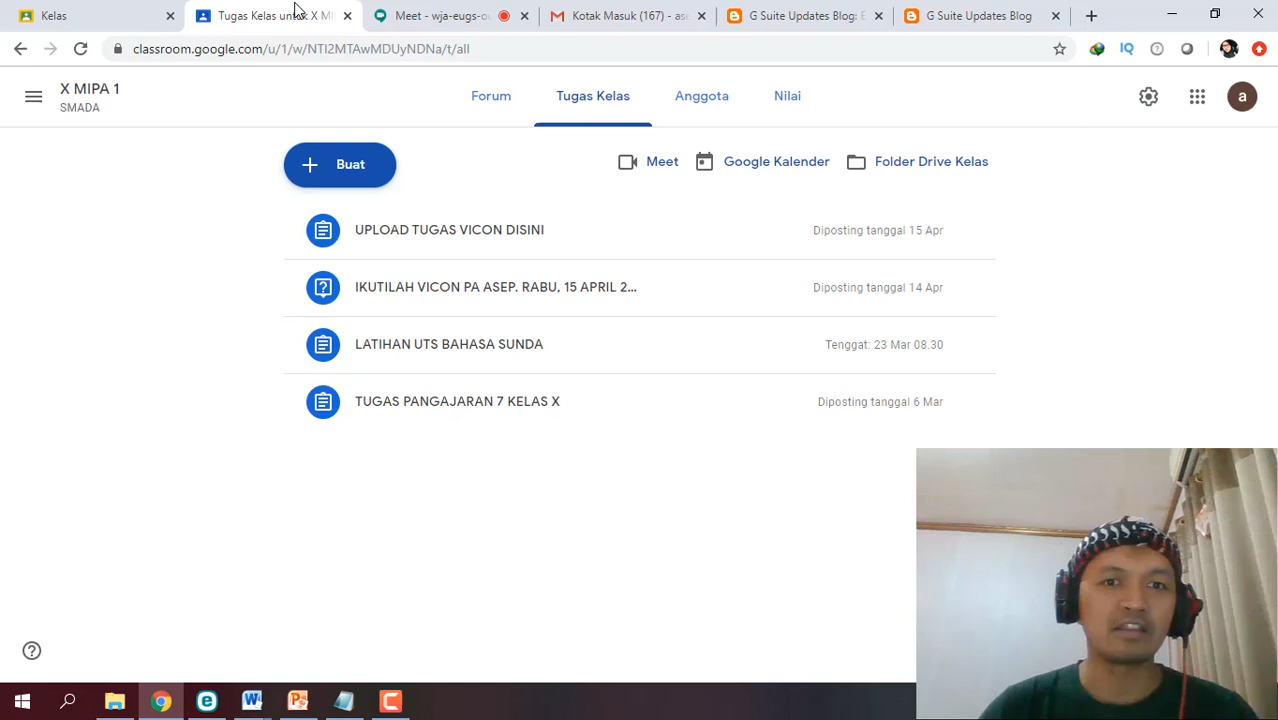 Kelas
Tugas Kelas untuk X MI
Meet - wja-eugs-ou
Kotak Masuk (167) - ase
G Suite Updates Blog: E
G Suite Updates Blog
classroom.google.com/u/1/w/NTI2MTAwMDUyNDNa/t/all
IQ
X MIPA 1
SMADA
Forum
Tugas Kelas
Anggota
Nilai
a
Buat
Meet
Google Kalender
Folder Drive Kelas
UPLOAD TUGAS VICON DISINI
Diposting tanggal 15 Apr
IKUTILAH VICON PA ASEP. RABU, 15 APRIL 2...
Diposting tanggal 14 Apr
LATIHAN UTS BAHASA SUNDA
Tenggat: 23 Mar 08.30
TUGAS PANGAJARAN 7 KELAS X
Diposting tanggal 6 Mar